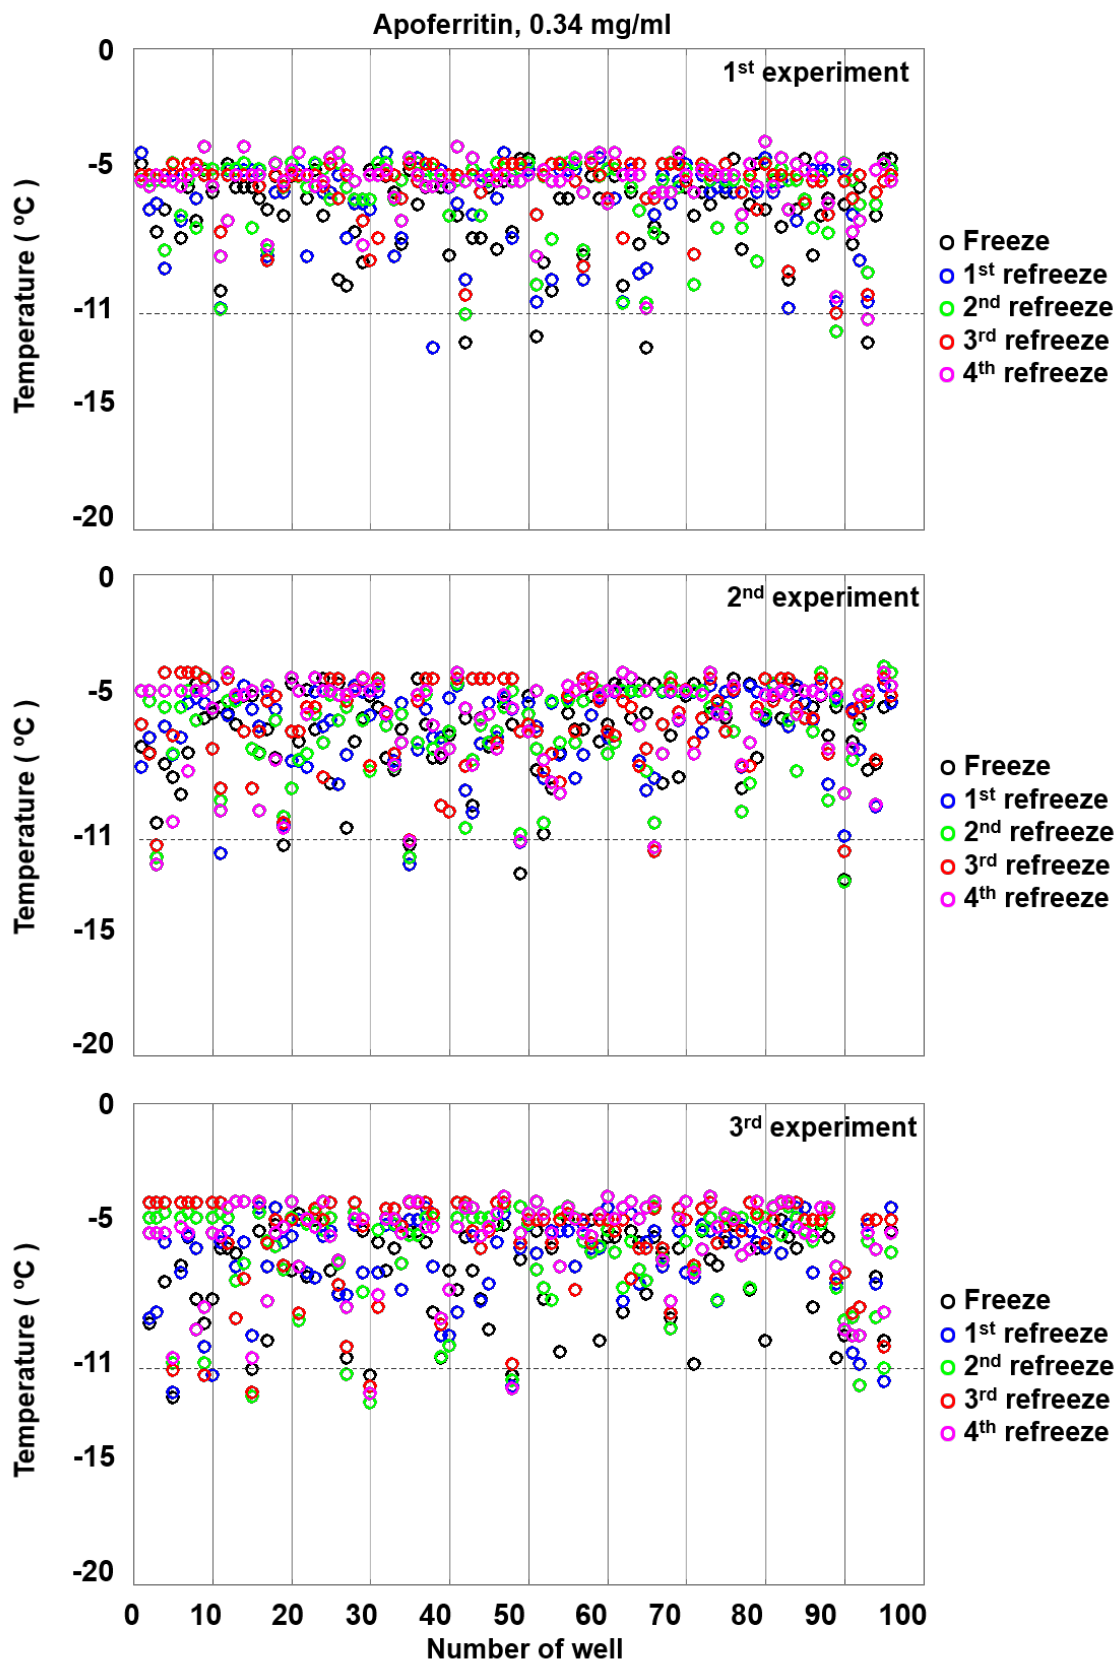 Apoferritin, 0.34 mg/ml
0
1st experiment
-5
-11
-15
-20
Temperature ( ºC )
Freeze
1st refreeze
2nd refreeze
3rd refreeze
4th refreeze
0
2nd experiment
-5
-11
-15
-20
Temperature ( ºC )
Freeze
1st refreeze
2nd refreeze
3rd refreeze
4th refreeze
0
3rd experiment
-5
-11
-15
-20
Temperature ( ºC )
Freeze
1st refreeze
2nd refreeze
3rd refreeze
4th refreeze
0 10 20 30 40 50 60 70 80 90 100
Number of well